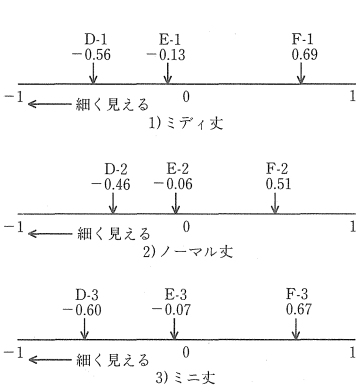 D-1 E-1 F-1
−0.56 −0.13 0.69
−1 0 1
細く見える
1)ミディ丈
D-2 E-2 F-2
−0.46 −0.06 0.51
−1 0 1
細く見える
2)ノーマル丈
D-3 E-3 F-3
−0.60 −0.07 0.67
−1 0 1
細く見える
3)ミニ丈